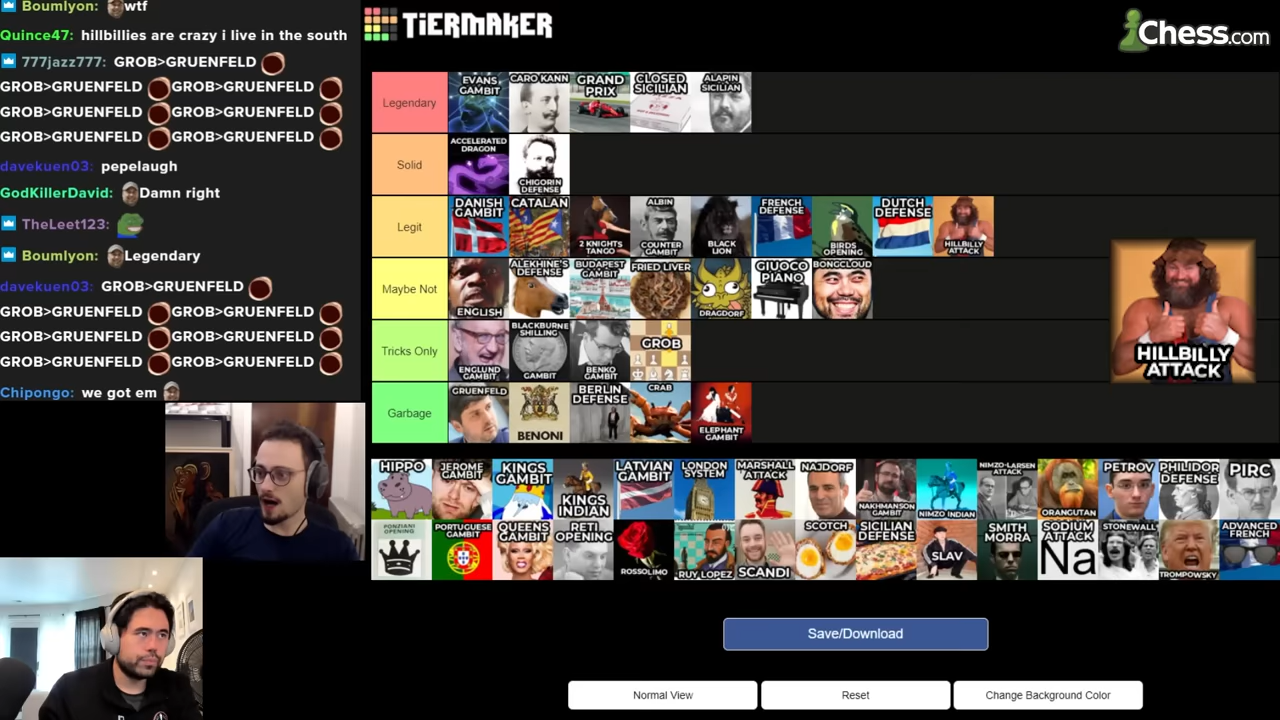 Boumlyon: wtf
Quince47: hillbillies are crazy i live in the south
777jazz777: GROB>GRUENFELD
GROB>GRUENFELD GROB>GRUENFELD
GROB>GRUENFELD GROB>GRUENFELD
GROB>GRUENFELD GROB>GRUENFELD
davekuen03: pepelaugh
GodKillerDavid: Damn right
TheLeet123:
Boumlyon: Legendary
davekuen03: GROB>GRUENFELD
GROB>GRUENFELD GROB>GRUENFELD
GROB>GRUENFELD GROB>GRUENFELD
GROB>GRUENFELD GROB>GRUENFELD
Chipongo: we got em
TiERMAKER
Chess.com
Legendary
EVANS
GAMBIT
CARO KANN
GRAND
PRIX
CLOSED
SICILIAN
ALAPIN
SICILIAN
Solid
ACCELERATED
DRAGON
CHIGORIN
DEFENSE
Legit
DANISH
GAMBIT
CATALAN
2 KNIGHTS
TANGO
ALBIN
COUNTER
GAMBIT
BLACK
LION
FRENCH
DEFENSE
BIRDS
OPENING
DUTCH
DEFENSE
HILLBILLY
ATTACK
Maybe Not
ENGLISH
ALEKHINE'S
DEFENSE
BUDAPEST
GAMBIT
FRIED LIVER
DRAGDORF
GIUOCO
PIANO
BONGCLOUD
Tricks Only
ENGLUND
GAMBIT
BLACKBURNE
SHILLING
GAMBIT
BENKO
GAMBIT
GROB
Garbage
GRUENFELD
BENONI
BERLIN
DEFENSE
CRAB
ELEPHANT
GAMBIT
HILLBILLY
ATTACK
HIPPO
JEROME
GAMBIT
KINGS
GAMBIT
KINGS
INDIAN
LATVIAN
GAMBIT
LONDON
SYSTEM
MARSHALL
ATTACK
NAJDORF
NAKHMANSON
GAMBIT
NIMZO INDIAN
NIMZO-LARSEN
ATTACK
ORANGUTAN
PETROV
PHILIDOR
DEFENSE
PIRC
PONZIANI
OPENING
PORTUGUESE
GAMBIT
QUEENS
GAMBIT
RETI
OPENING
ROSSOLIMO
RUY LOPEZ
SCANDI
SCOTCH
SICILIAN
DEFENSE
SLAV
SMITH
MORRA
SODIUM
ATTACK
Na
STONEWALL
TROMPOWSKY
ADVANCED
FRENCH
Save/Download
Normal View
Reset
Change Background Color